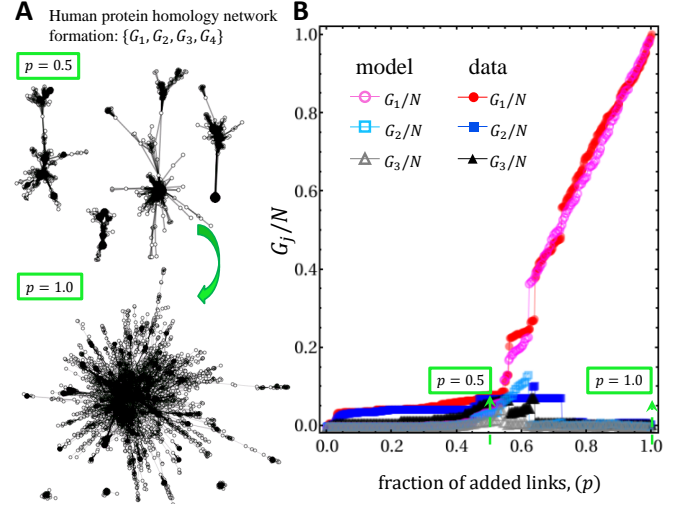 A
Human protein homology network
formation: {G₁, G₂, G₃, G₄}
p = 0.5
p = 1.0
B
model data
G₁/N G₁/N
G₂/N G₂/N
G₃/N G₃/N
p = 0.5
p = 1.0
Gⱼ/N
1.0
0.8
0.6
0.4
0.2
0.0
0.0 0.2 0.4 0.6 0.8 1.0
fraction of added links, (p)